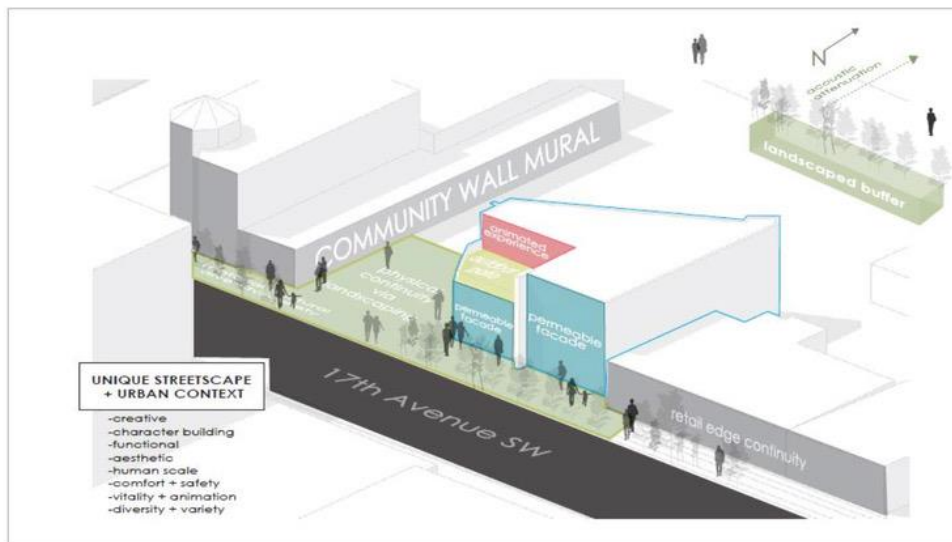 N
acoustic
attenuation
landscaped buffer
COMMUNITY WALL MURAL
animated
experience
physical
continuity
via
landscaping
permeable
facade
permeable
facade
17th Avenue SW
retail edge continuity
UNIQUE STREETSCAPE
+ URBAN CONTEXT
-creative
-character building
-functional
-aesthetic
-human scale
-comfort + safety
-vitality + animation
-diversity + variety